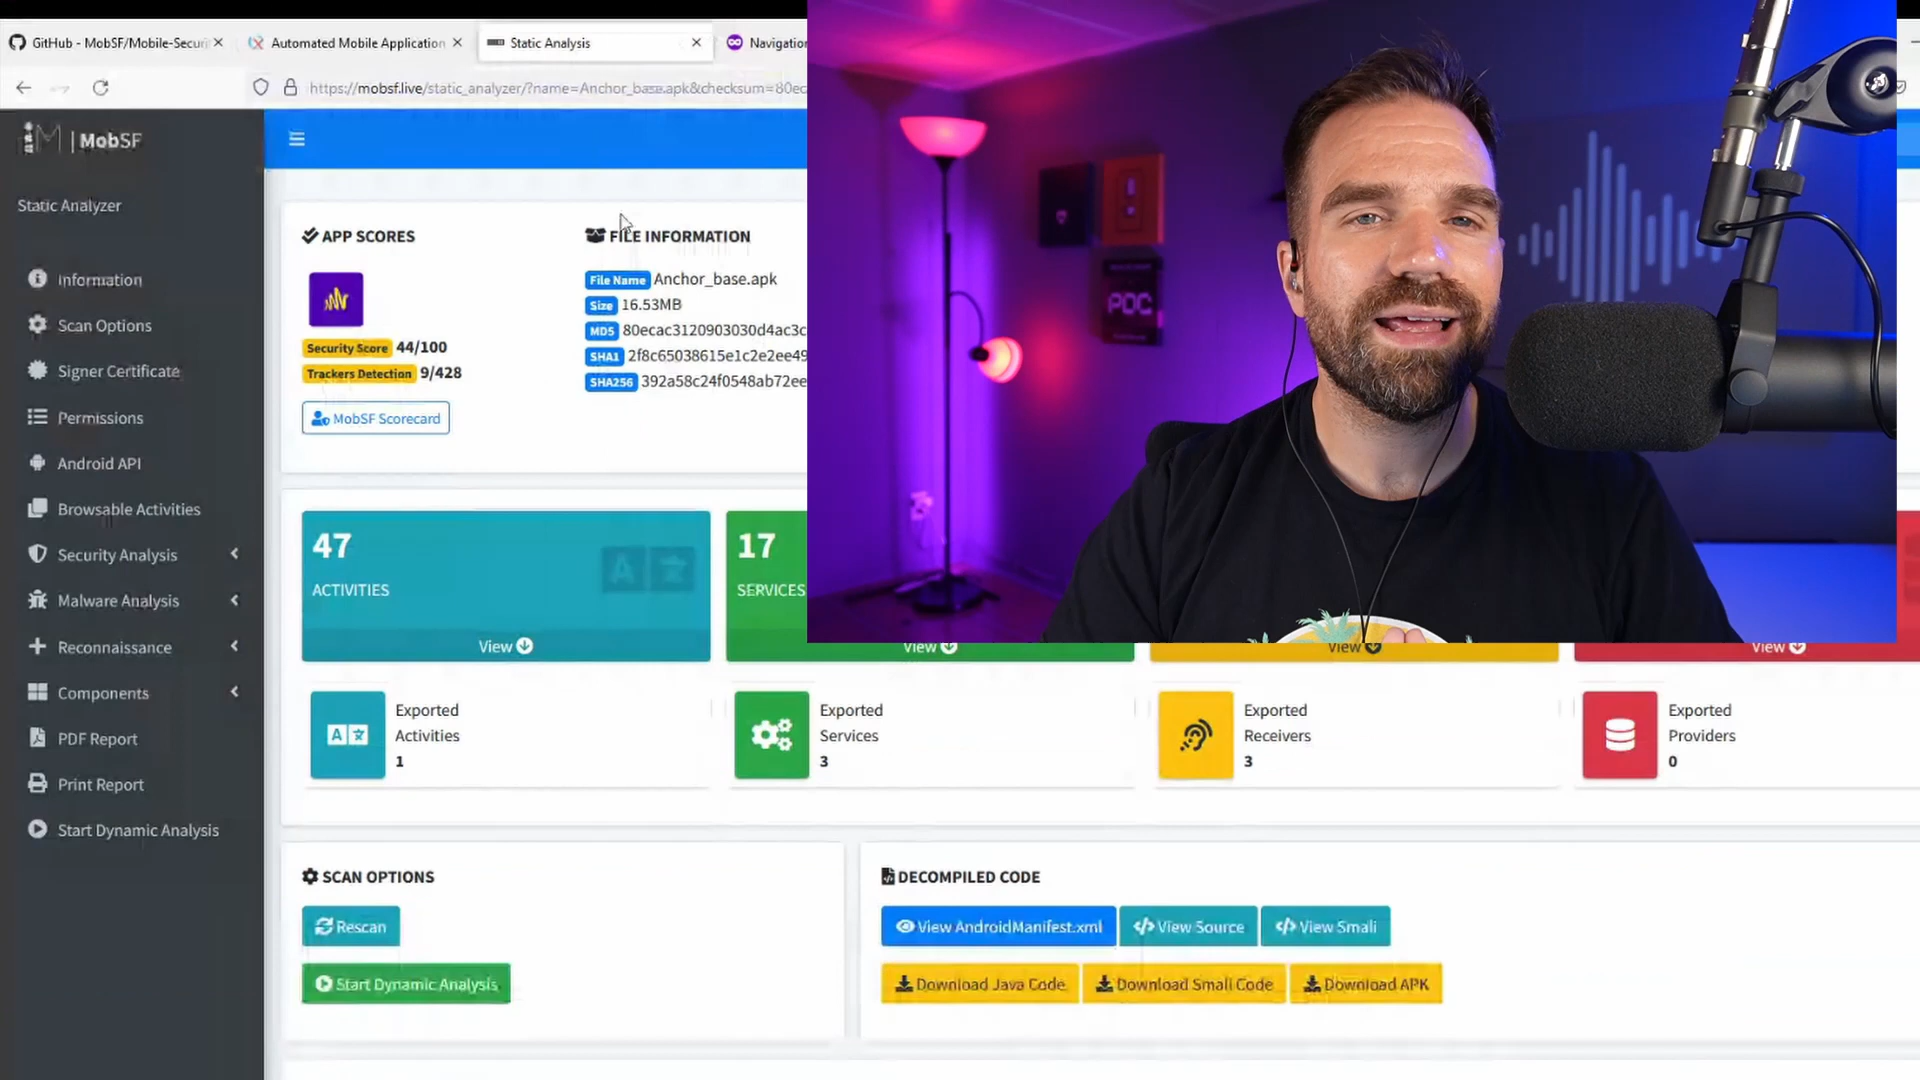 GitHub - MobSF/Mobile-Securi
Automated Mobile Application
Static Analysis
Navigation
https://mobsf.live/static_analyzer/?name=Anchor_base.apk&checksum=80ec
MobSF
Static Analyzer
Information
Scan Options
Signer Certificate
Permissions
Android API
Browsable Activities
Security Analysis
Malware Analysis
Reconnaissance
Components
PDF Report
Print Report
Start Dynamic Analysis
APP SCORES
Security Score 44/100
Trackers Detection 9/428
MobSF Scorecard
FILE INFORMATION
File Name Anchor_base.apk
Size 16.53MB
MD5 80ecac3120903030d4ac3c
SHA1 2f8c65038615e1c2e2ee49
SHA256 392a58c24f0548ab72ee
POC
47
ACTIVITIES
View
17
SERVICES
View
View
View
Exported
Activities
1
Exported
Services
3
Exported
Receivers
3
Exported
Providers
0
SCAN OPTIONS
Rescan
Start Dynamic Analysis
DECOMPILED CODE
View AndroidManifest.xml
View Source
View Smali
Download Java Code
Download Smali Code
Download APK